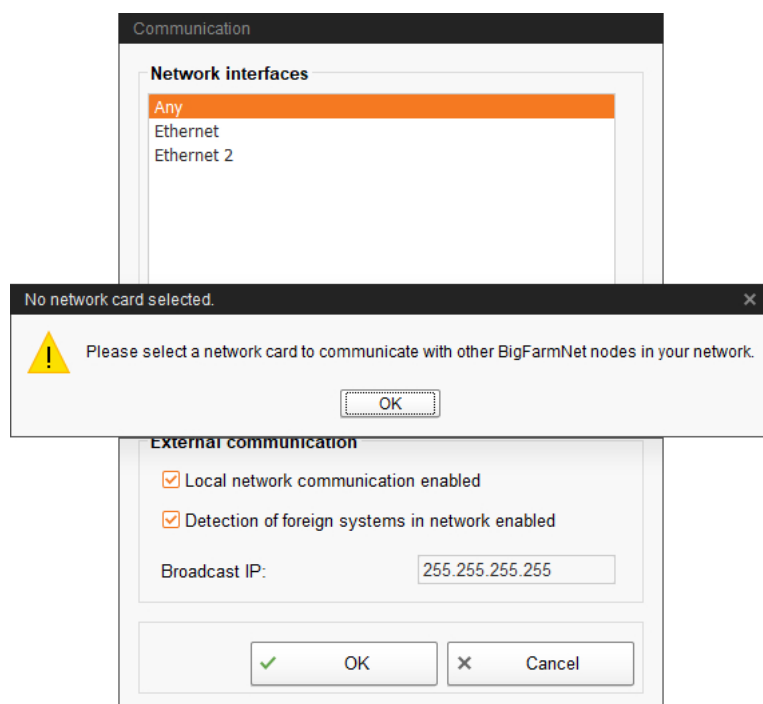 Communication
Network interfaces
Any
Ethernet
Ethernet 2
No network card selected.
Please select a network card to communicate with other BigFarmNet nodes in your network.
OK
External communication
Local network communication enabled
Detection of foreign systems in network enabled
Broadcast IP: 255.255.255.255
OK Cancel